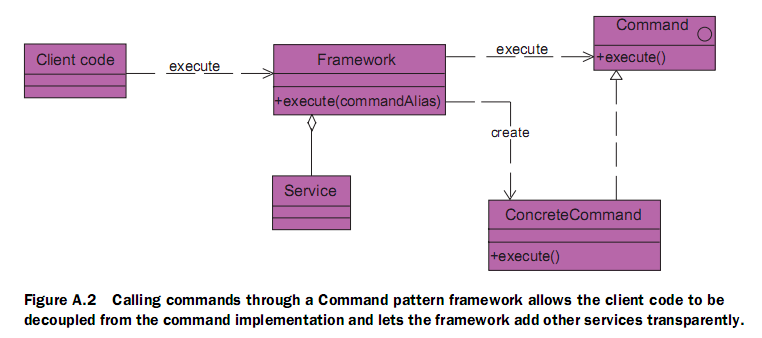 Command
+execute()
Client code
execute
Framework
+execute(commandAlias)
execute
create
Service
ConcreteCommand
+execute()
Figure A.2 Calling commands through a Command pattern framework allows the client code to be
decoupled from the command implementation and lets the framework add other services transparently.